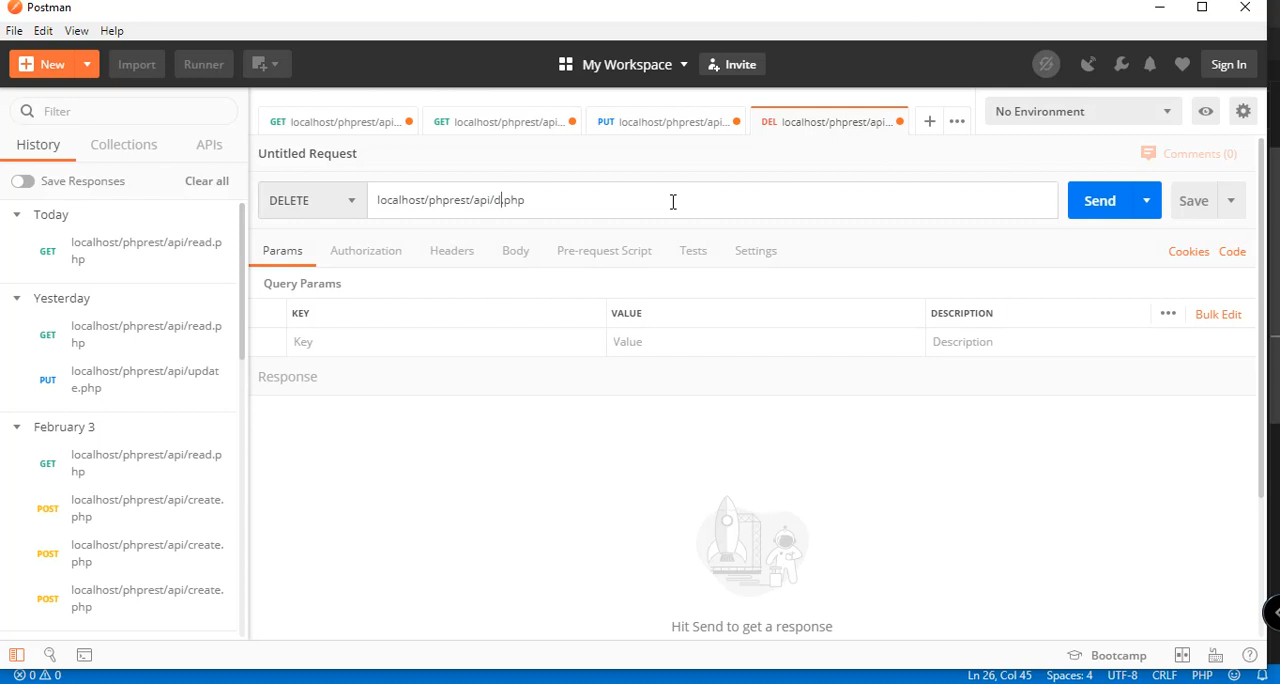 Postman
File Edit View Help
New Import Runner My Workspace Invite Sign In
Filter
History Collections APIs
Save Responses Clear all
Today
GET localhost/phprest/api/read.p
hp
Yesterday
GET localhost/phprest/api/read.p
hp
PUT localhost/phprest/api/updat
e.php
February 3
GET localhost/phprest/api/read.p
hp
POST localhost/phprest/api/create.
php
POST localhost/phprest/api/create.
php
POST localhost/phprest/api/create.
php
GET localhost/phprest/api... GET localhost/phprest/api... PUT localhost/phprest/api... DEL localhost/phprest/api... No Environment
Untitled Request Comments (0)
DELETE localhost/phprest/api/d.php Send Save
Params Authorization Headers Body Pre-request Script Tests Settings Cookies Code
Query Params
KEY VALUE DESCRIPTION Bulk Edit
Key Value Description
Response
Hit Send to get a response
Bootcamp
0 0 Ln 26, Col 45 Spaces: 4 UTF-8 CRLF PHP